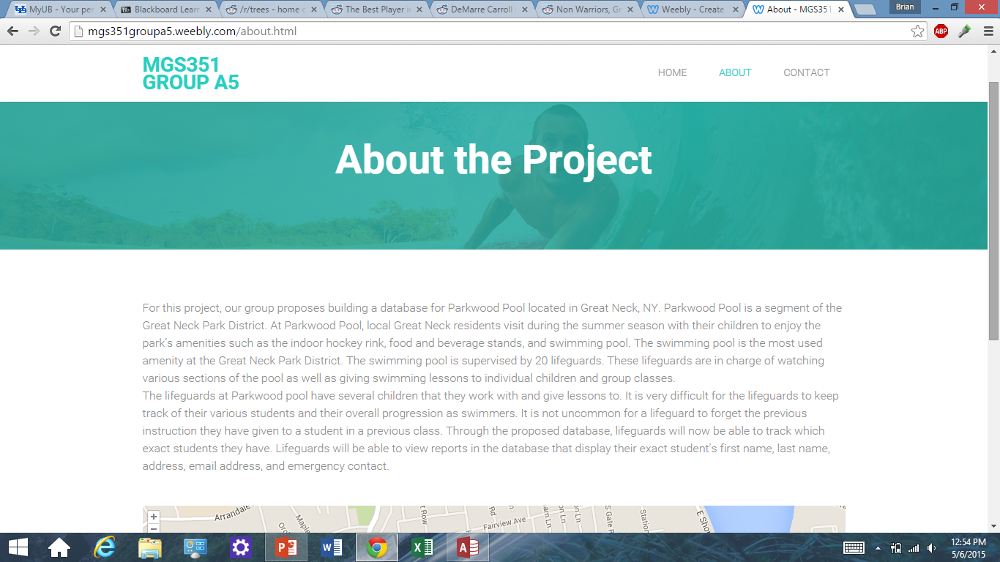 MyUB - Your per
Blackboard Learn
/r/trees - home o
The Best Player in
DeMarre Carroll
Non Warriors, Gr
Weebly - Create
About - MGS351
Brian
mgs351groupa5.weebly.com/about.html
ABP
MGS351
GROUP A5
HOME
ABOUT
CONTACT
About the Project
For this project, our group proposes building a database for Parkwood Pool located in Great Neck, NY. Parkwood Pool is a segment of the
Great Neck Park District. At Parkwood Pool, local Great Neck residents visit during the summer season with their children to enjoy the
park's amenities such as the indoor hockey rink, food and beverage stands, and swimming pool. The swimming pool is the most used
amenity at the Great Neck Park District. The swimming pool is supervised by 20 lifeguards. These lifeguards are in charge of watching
various sections of the pool as well as giving swimming lessons to individual children and group classes.
The lifeguards at Parkwood pool have several children that they work with and give lessons to. It is very difficult for the lifeguards to keep
track of their various students and their overall progression as swimmers. It is not uncommon for a lifeguard to forget the previous
instruction they have given to a student in a previous class. Through the proposed database, lifeguards will now be able to track which
exact students they have. Lifeguards will be able to view reports in the database that display their exact student's first name, last name,
address, email address, and emergency contact.
+
−
Arrandale
Maple
t Row
Rd
Fairview Ave
am Ln
Ln
S Gate R
Station
E Sho
12:54 PM
5/6/2015